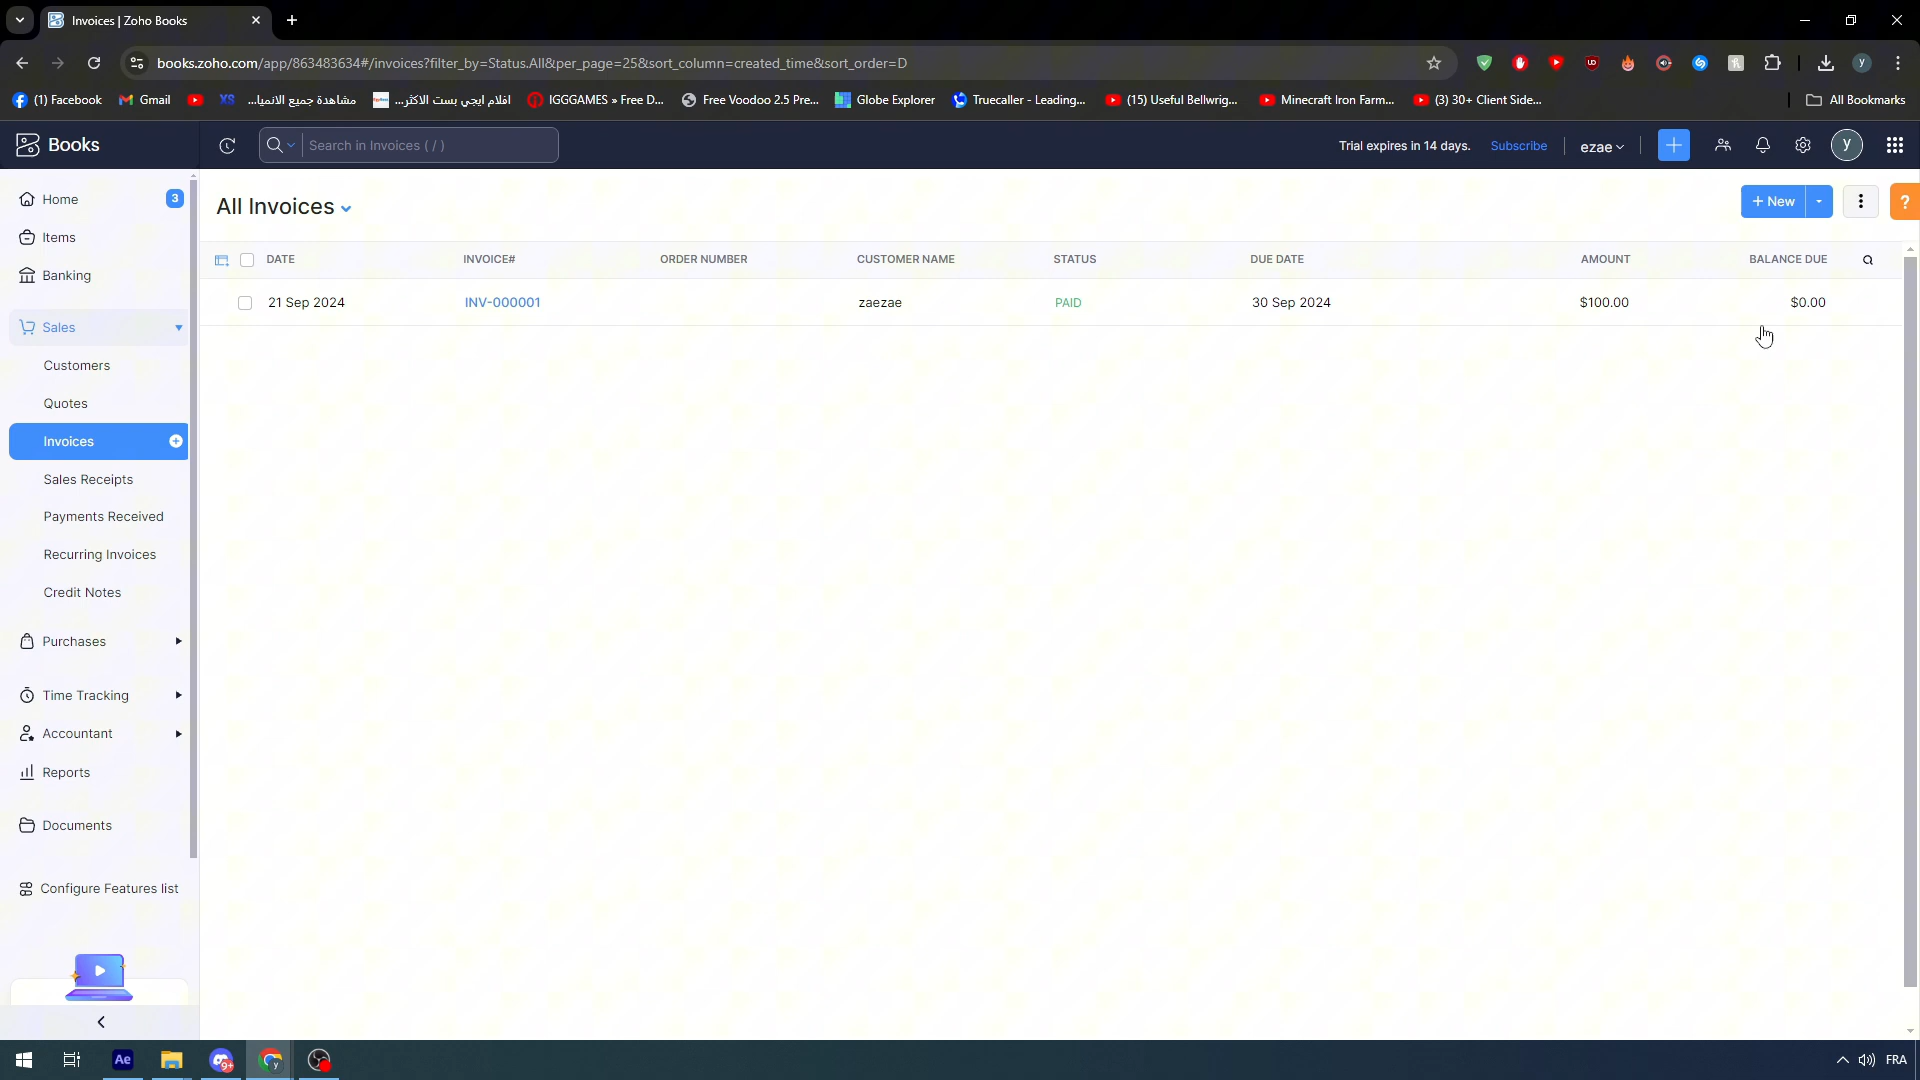 Invoices | Zoho Books
books.zoho.com/app/863483634#/invoices?filter_by=Status.All&per_page=25&sort_column=created_time&sort_order=D
(1) Facebook Gmail XS مشاهدة جميع الانميا... افلام ايجي بست الاكثر... IGGGAMES » Free D... Free Voodoo 2.5 Pre... Globe Explorer Truecaller - Leading... (15) Useful Bellwrig... Minecraft Iron Farm... (3) 30+ Client Side... All Bookmarks
Books Search in Invoices ( / ) Trial expires in 14 days. Subscribe ezae y
Home 3
Items
Banking
Sales
Customers
Quotes
Invoices
Sales Receipts
Payments Received
Recurring Invoices
Credit Notes
Purchases
Time Tracking
Accountant
Reports
Documents
Configure Features list
All Invoices + New ?
DATE INVOICE# ORDER NUMBER CUSTOMER NAME STATUS DUE DATE AMOUNT BALANCE DUE
21 Sep 2024 INV-000001 zaezae PAID 30 Sep 2024 $100.00 $0.00
Ae 9+ y FRA